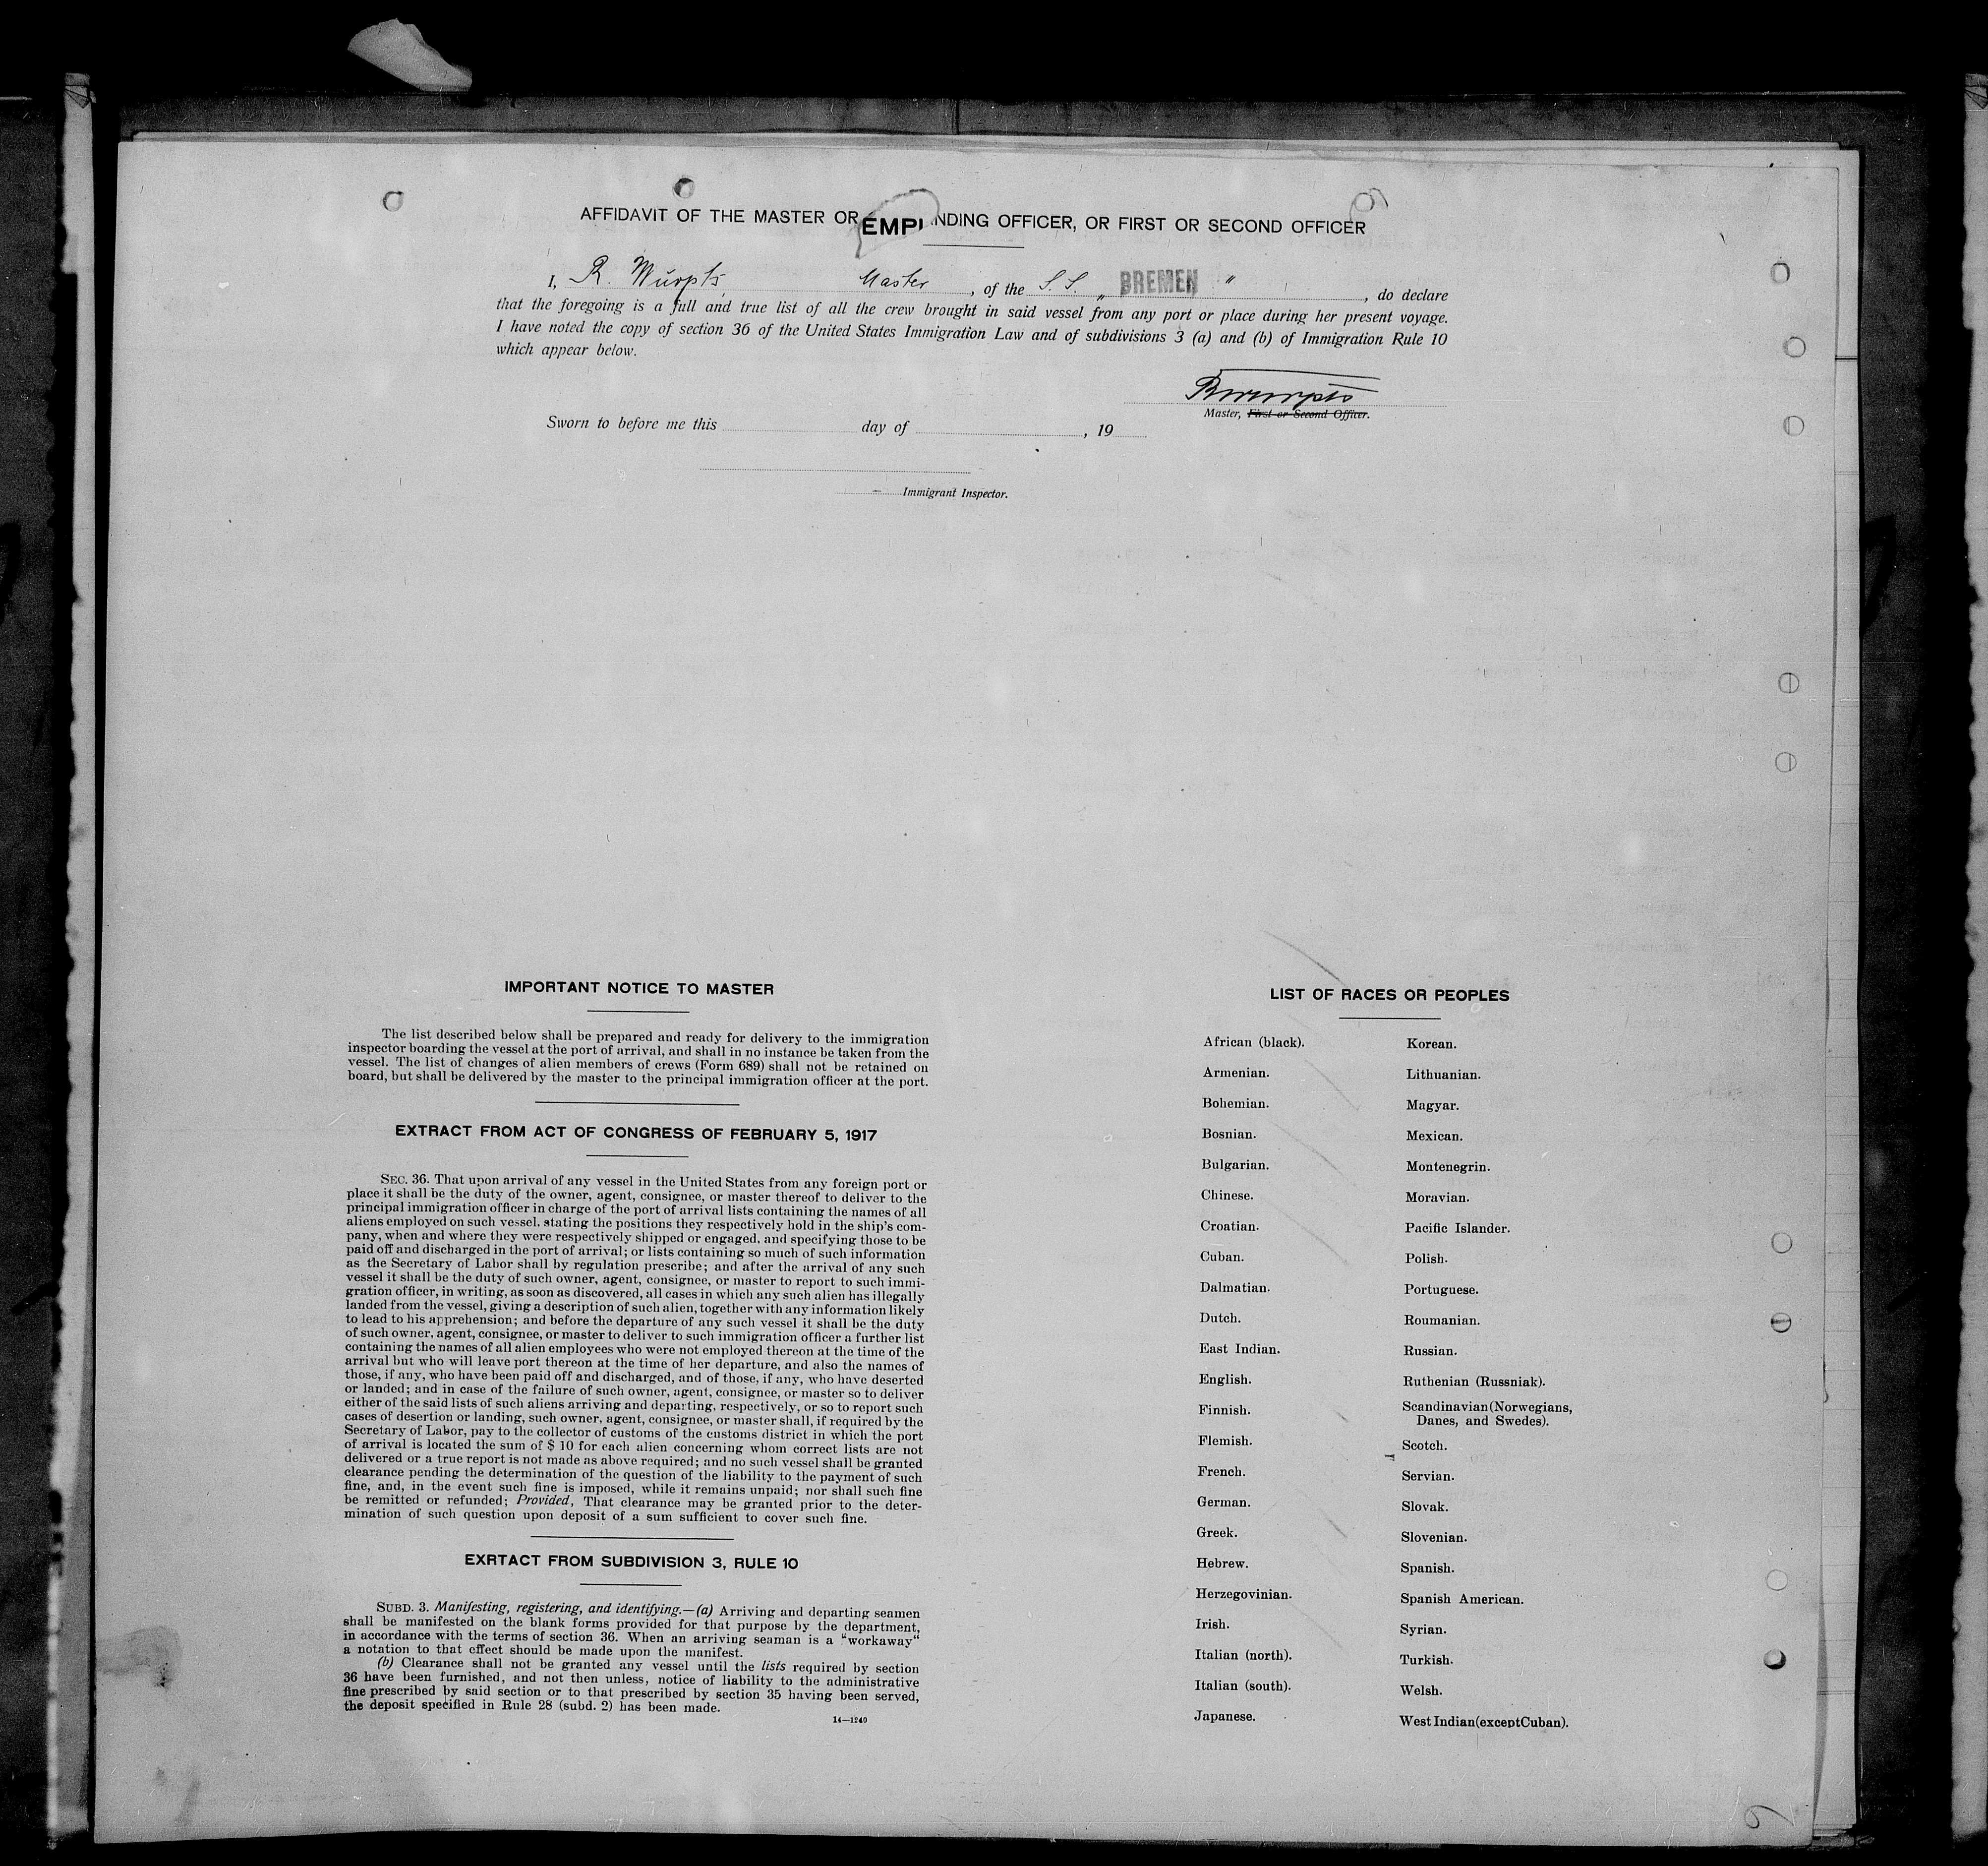 AFFIDAVIT OF THE MASTER OR EMPL NDING OFFICER, OR FIRST OR SECOND OFFICER
I, R. Wurpts Master, of the S. S. „ BREMEN ", do declare
that the foregoing is a full and true list of all the crew brought in said vessel from any port or place during her present voyage.
I have noted the copy of section 36 of the United States Immigration Law and of subdivisions 3 (a) and (b) of Immigration Rule 10
which appear below.
RWurpts
Master, First or Second Officer.
Sworn to before me this day of , 19
Immigrant Inspector.
IMPORTANT NOTICE TO MASTER
The list described below shall be prepared and ready for delivery to the immigration
inspector boarding the vessel at the port of arrival, and shall in no instance be taken from the
vessel. The list of changes of alien members of crews (Form 689) shall not be retained on
board, but shall be delivered by the master to the principal immigration officer at the port.
EXTRACT FROM ACT OF CONGRESS OF FEBRUARY 5, 1917
SEC. 36. That upon arrival of any vessel in the United States from any foreign port or
place it shall be the duty of the owner, agent, consignee, or master thereof to deliver to the
principal immigration officer in charge of the port of arrival lists containing the names of all
aliens employed on such vessel, stating the positions they respectively hold in the ship's com-
pany, when and where they were respectively shipped or engaged, and specifying those to be
paid off and discharged in the port of arrival; or lists containing so much of such information
as the Secretary of Labor shall by regulation prescribe; and after the arrival of any such
vessel it shall be the duty of such owner, agent, consignee, or master to report to such immi-
gration officer, in writing, as soon as discovered, all cases in which any such alien has illegally
landed from the vessel, giving a description of such alien, together with any information likely
to lead to his apprehension; and before the departure of any such vessel it shall be the duty
of such owner, agent, consignee, or master to deliver to such immigration officer a further list
containing the names of all alien employees who were not employed thereon at the time of the
arrival but who will leave port thereon at the time of her departure, and also the names of
those, if any, who have been paid off and discharged, and of those, if any, who have deserted
or landed; and in case of the failure of such owner, agent, consignee, or master so to deliver
either of the said lists of such aliens arriving and departing, respectively, or so to report such
cases of desertion or landing, such owner, agent, consignee, or master shall, if required by the
Secretary of Labor, pay to the collector of customs of the customs district in which the port
of arrival is located the sum of $ 10 for each alien concerning whom correct lists are not
delivered or a true report is not made as above required; and no such vessel shall be granted
clearance pending the determination of the question of the liability to the payment of such
fine, and, in the event such fine is imposed, while it remains unpaid; nor shall such fine
be remitted or refunded; Provided, That clearance may be granted prior to the deter-
mination of such question upon deposit of a sum sufficient to cover such fine.
EXRTACT FROM SUBDIVISION 3, RULE 10
SUBD. 3. Manifesting, registering, and identifying.—(a) Arriving and departing seamen
shall be manifested on the blank forms provided for that purpose by the department,
in accordance with the terms of section 36. When an arriving seaman is a "workaway"
a notation to that effect should be made upon the manifest.
(b) Clearance shall not be granted any vessel until the lists required by section
36 have been furnished, and not then unless, notice of liability to the administrative
fine prescribed by said section or to that prescribed by section 35 having been served,
the deposit specified in Rule 28 (subd. 2) has been made.
14—1240
LIST OF RACES OR PEOPLES
African (black).
Armenian.
Bohemian.
Bosnian.
Bulgarian.
Chinese.
Croatian.
Cuban.
Dalmatian.
Dutch.
East Indian.
English.
Finnish.
Flemish.
French.
German.
Greek.
Hebrew.
Herzegovinian.
Irish.
Italian (north).
Italian (south).
Japanese.
Korean.
Lithuanian.
Magyar.
Mexican.
Montenegrin.
Moravian.
Pacific Islander.
Polish.
Portuguese.
Roumanian.
Russian.
Ruthenian (Russniak).
Scandinavian (Norwegians,
Danes, and Swedes).
Scotch.
Servian.
Slovak.
Slovenian.
Spanish.
Spanish American.
Syrian.
Turkish.
Welsh.
West Indian (except Cuban).